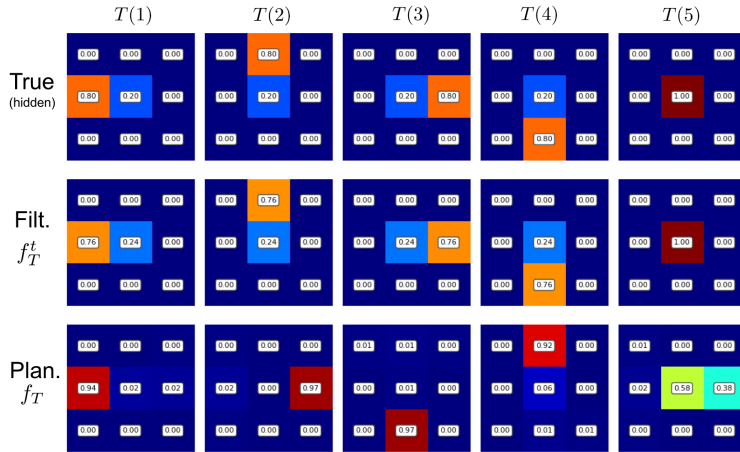 T(1) T(2) T(3) T(4) T(5)
0.00 0.00 0.00 0.00 0.80 0.00 0.00 0.00 0.00 0.00 0.00 0.00 0.00 0.00 0.00
True
(hidden)
0.80 0.20 0.00 0.00 0.20 0.00 0.00 0.20 0.80 0.00 0.20 0.00 0.00 1.00 0.00
0.00 0.00 0.00 0.00 0.00 0.00 0.00 0.00 0.00 0.00 0.80 0.00 0.00 0.00 0.00
0.00 0.00 0.00 0.00 0.76 0.00 0.00 0.00 0.00 0.00 0.00 0.00 0.00 0.00 0.00
Filt.
f_T^t
0.76 0.24 0.00 0.00 0.24 0.00 0.00 0.24 0.76 0.00 0.24 0.00 0.00 1.00 0.00
0.00 0.00 0.00 0.00 0.00 0.00 0.00 0.00 0.00 0.00 0.76 0.00 0.00 0.00 0.00
0.00 0.00 0.00 0.00 0.00 0.00 0.01 0.01 0.00 0.00 0.92 0.00 0.01 0.00 0.00
Plan.
f_T
0.94 0.02 0.02 0.02 0.00 0.97 0.00 0.01 0.00 0.00 0.06 0.00 0.02 0.58 0.38
0.00 0.00 0.00 0.00 0.00 0.00 0.00 0.97 0.00 0.00 0.01 0.01 0.00 0.00 0.00